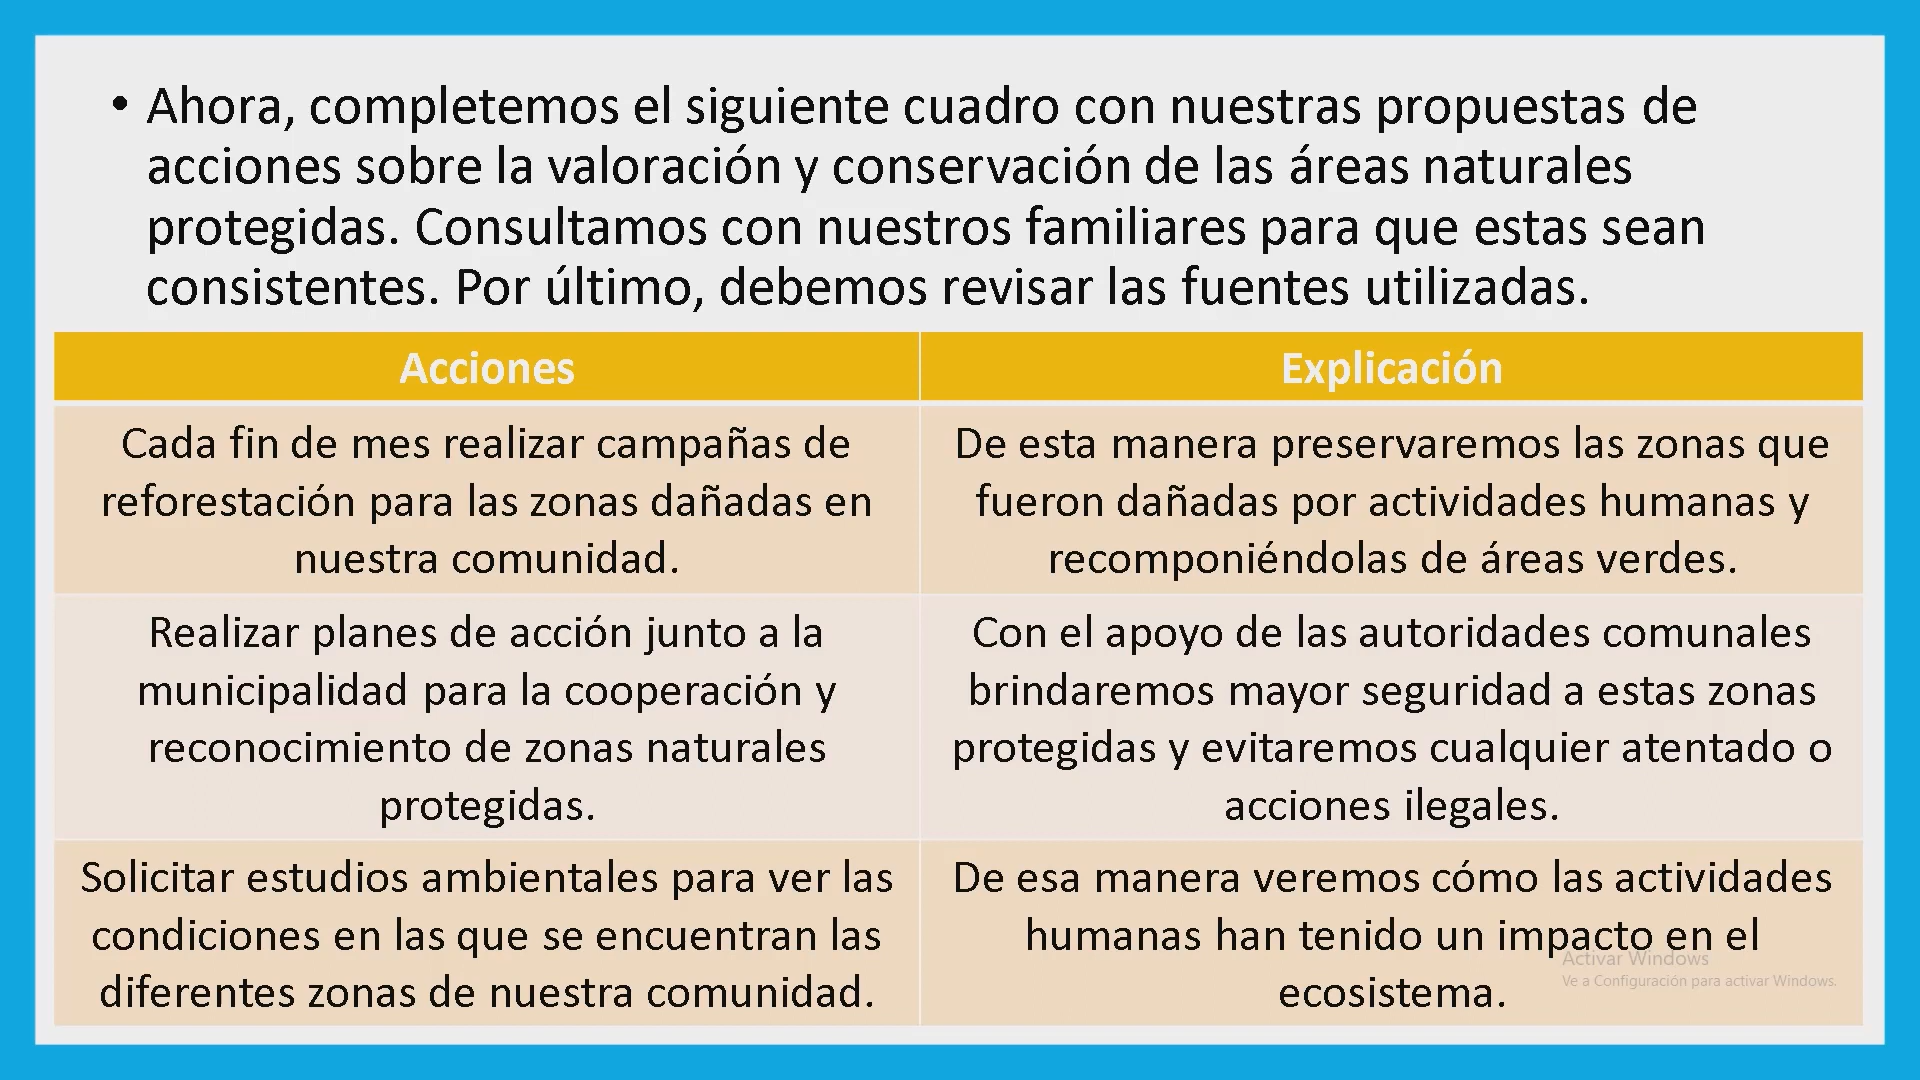 • Ahora, completemos el siguiente cuadro con nuestras propuestas de
acciones sobre la valoración y conservación de las áreas naturales
protegidas. Consultamos con nuestros familiares para que estas sean
consistentes. Por último, debemos revisar las fuentes utilizadas.
Acciones
Explicación
Cada fin de mes realizar campañas de
reforestación para las zonas dañadas en
nuestra comunidad.
De esta manera preservaremos las zonas que
fueron dañadas por actividades humanas y
recomponiéndolas de áreas verdes.
Realizar planes de acción junto a la
municipalidad para la cooperación y
reconocimiento de zonas naturales
protegidas.
Con el apoyo de las autoridades comunales
brindaremos mayor seguridad a estas zonas
protegidas y evitaremos cualquier atentado o
acciones ilegales.
Solicitar estudios ambientales para ver las
condiciones en las que se encuentran las
diferentes zonas de nuestra comunidad.
De esa manera veremos cómo las actividades
humanas han tenido un impacto en el
ecosistema.
Activar Windows
Ve a Configuración para activar Windows.